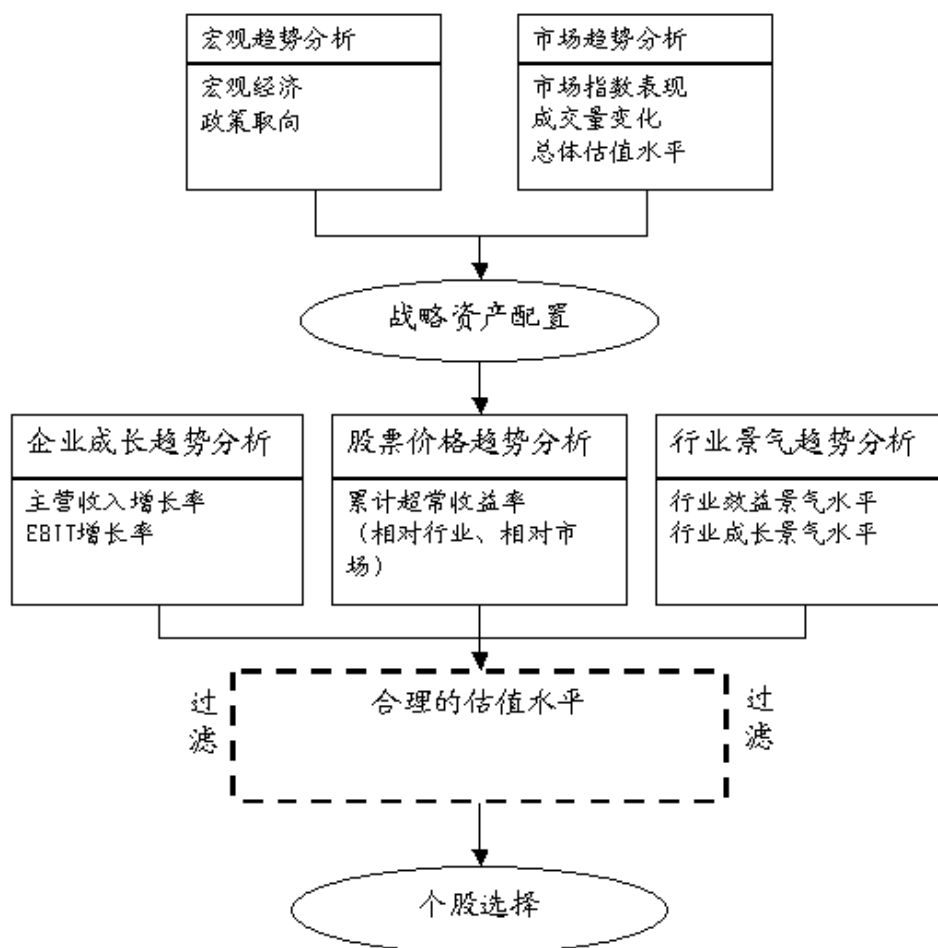 宏观趋势分析
宏观经济
政策取向
市场趋势分析
市场指数表现
成交量变化
总体估值水平
战略资产配置
企业成长趋势分析
主营收入增长率
EBIT增长率
股票价格趋势分析
累计超常收益率
（相对行业、相对市
场）
行业景气趋势分析
行业效益景气水平
行业成长景气水平
过
滤
合理的估值水平
过
滤
个股选择